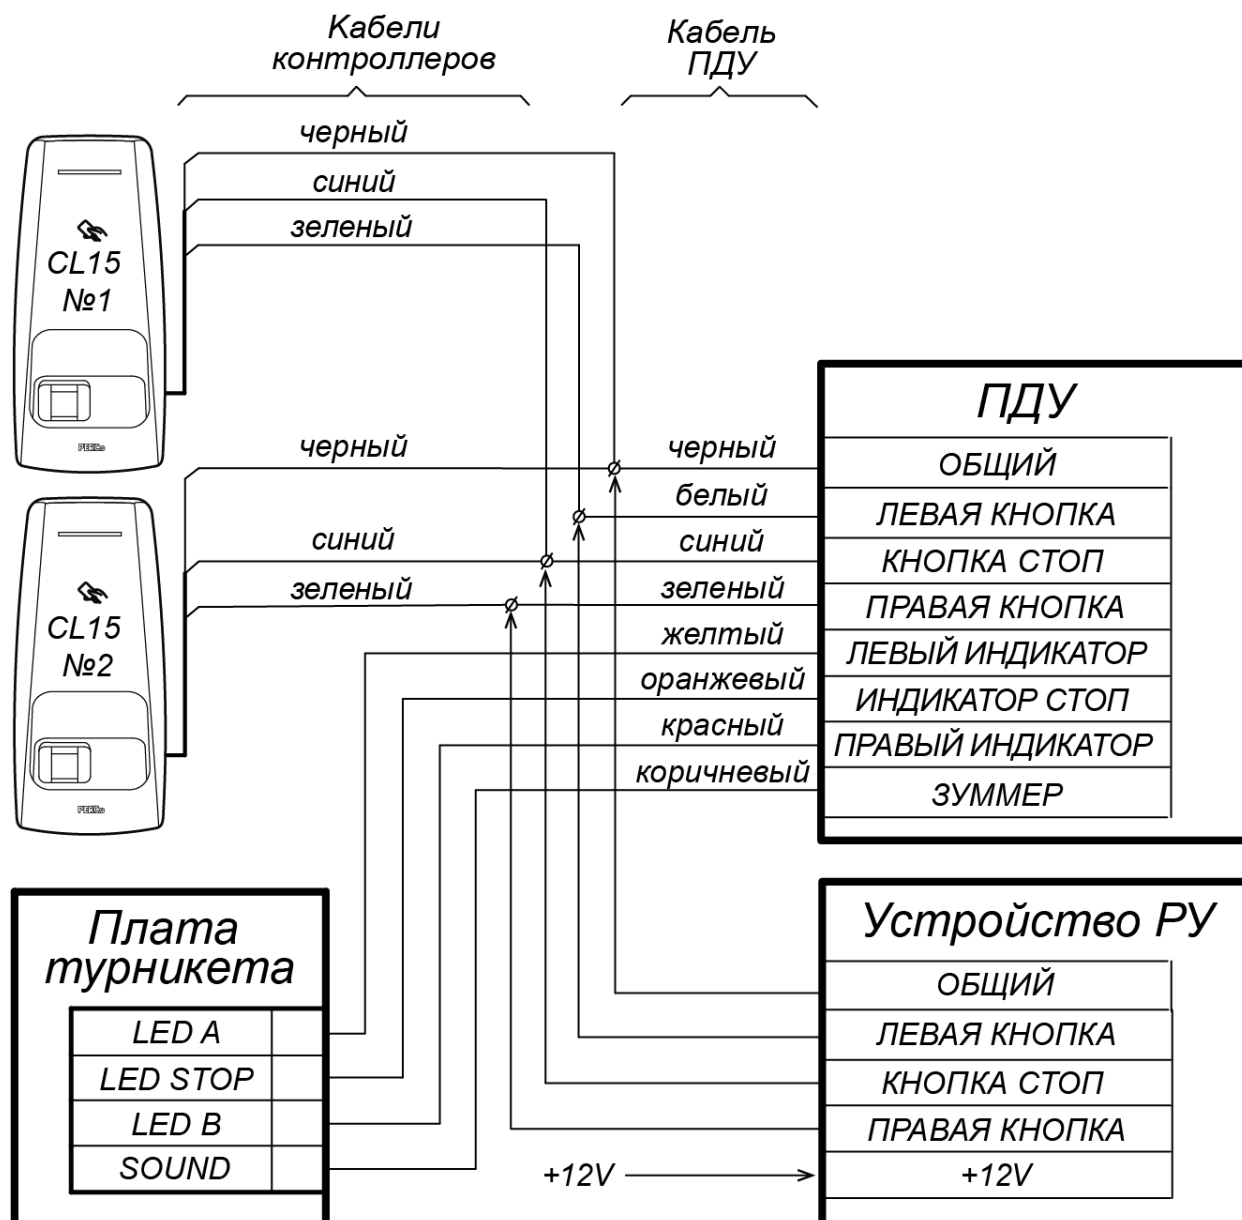 Кабели
контроллеров
Кабель
ПДУ
черный
синий
зеленый
CL15
№1
PERCo
черный
синий
зеленый
CL15
№2
PERCo
черный
белый
синий
зеленый
желтый
оранжевый
красный
коричневый
ПДУ
ОБЩИЙ
ЛЕВАЯ КНОПКА
КНОПКА СТОП
ПРАВАЯ КНОПКА
ЛЕВЫЙ ИНДИКАТОР
ИНДИКАТОР СТОП
ПРАВЫЙ ИНДИКАТОР
ЗУММЕР
Плата
турникета
LED A
LED STOP
LED B
SOUND
Устройство РУ
ОБЩИЙ
ЛЕВАЯ КНОПКА
КНОПКА СТОП
ПРАВАЯ КНОПКА
+12V
+12V